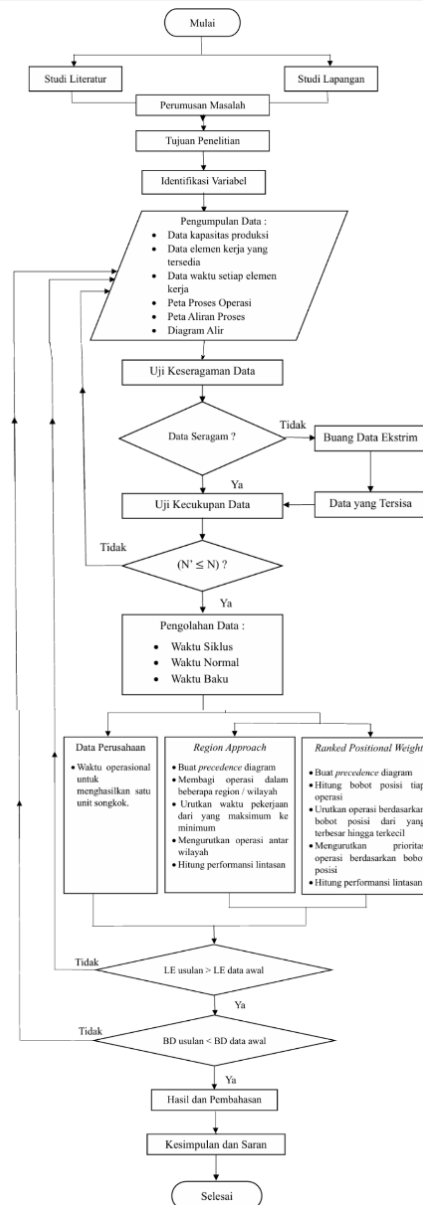 Mulai
Studi Literatur
Studi Lapangan
Perumusan Masalah
Tujuan Penelitian
Identifikasi Variabel
Pengumpulan Data :
• Data kapasitas produksi
• Data elemen kerja yang
tersedia
• Data waktu setiap elemen
kerja
• Peta Proses Operasi
• Peta Aliran Proses
• Diagram Alir
Uji Keseragaman Data
Data Seragam ?
Tidak
Buang Data Ekstrim
Ya
Uji Kecukupan Data
Data yang Tersisa
Tidak
(N' ≤ N) ?
Ya
Pengolahan Data :
• Waktu Siklus
• Waktu Normal
• Waktu Baku
Data Perusahaan
• Waktu operasional
untuk
menghasilkan satu
unit songkok.
Region Approach
• Buat precedence diagram
• Membagi operasi dalam
beberapa region / wilayah
• Urutkan waktu pekerjaan
dari yang maksimum ke
minimum
• Mengurutkan operasi antar
wilayah
• Hitung performansi lintasan
Ranked Positional Weight
• Buat precedence diagram
• Hitung bobot posisi tiap
operasi
• Urutkan operasi berdasarkan
bobot posisi dari yang
terbesar hingga terkecil
• Mengurutkan prioritas
operasi berdasarkan bobot
posisi
• Hitung performansi lintasan
Tidak
LE usulan > LE data awal
Ya
Tidak
BD usulan < BD data awal
Ya
Hasil dan Pembahasan
Kesimpulan dan Saran
Selesai